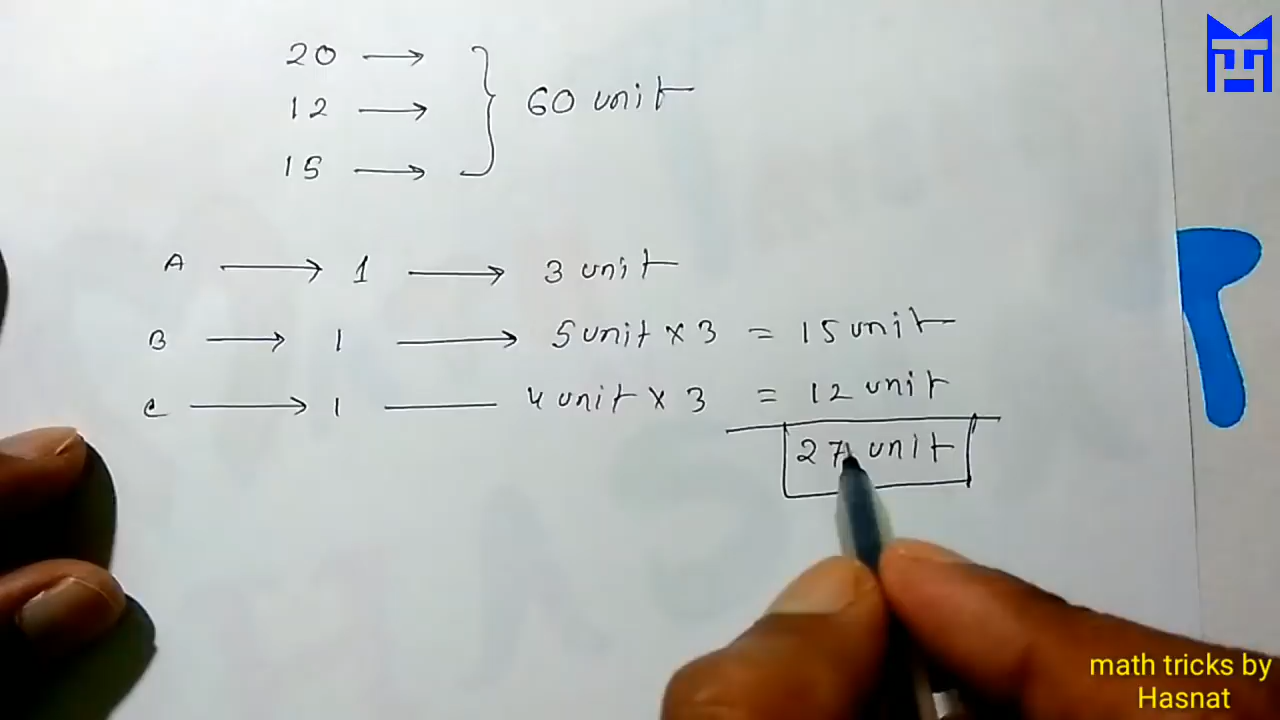 20 →
12 → } 60 unit
15 →
A → 1 → 3 unit
B → 1 → 5 unit × 3 = 15 unit
C → 1 — 4 unit × 3 = 12 unit
27 unit
math tricks by
Hasnat